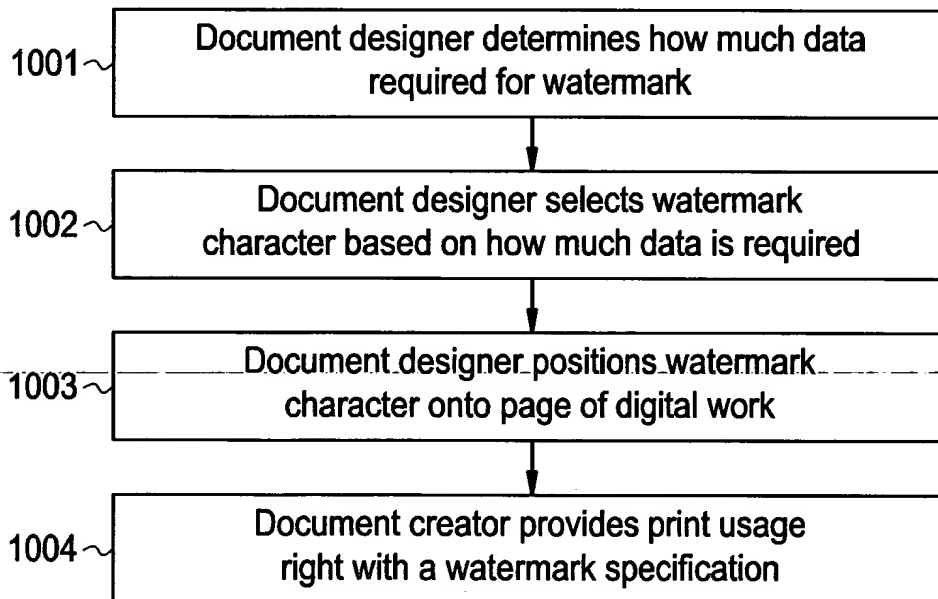 1001
Document designer determines how much data
required for watermark
1002
Document designer selects watermark
character based on how much data is required
1003
Document designer positions watermark
character onto page of digital work
1004
Document creator provides print usage
right with a watermark specification